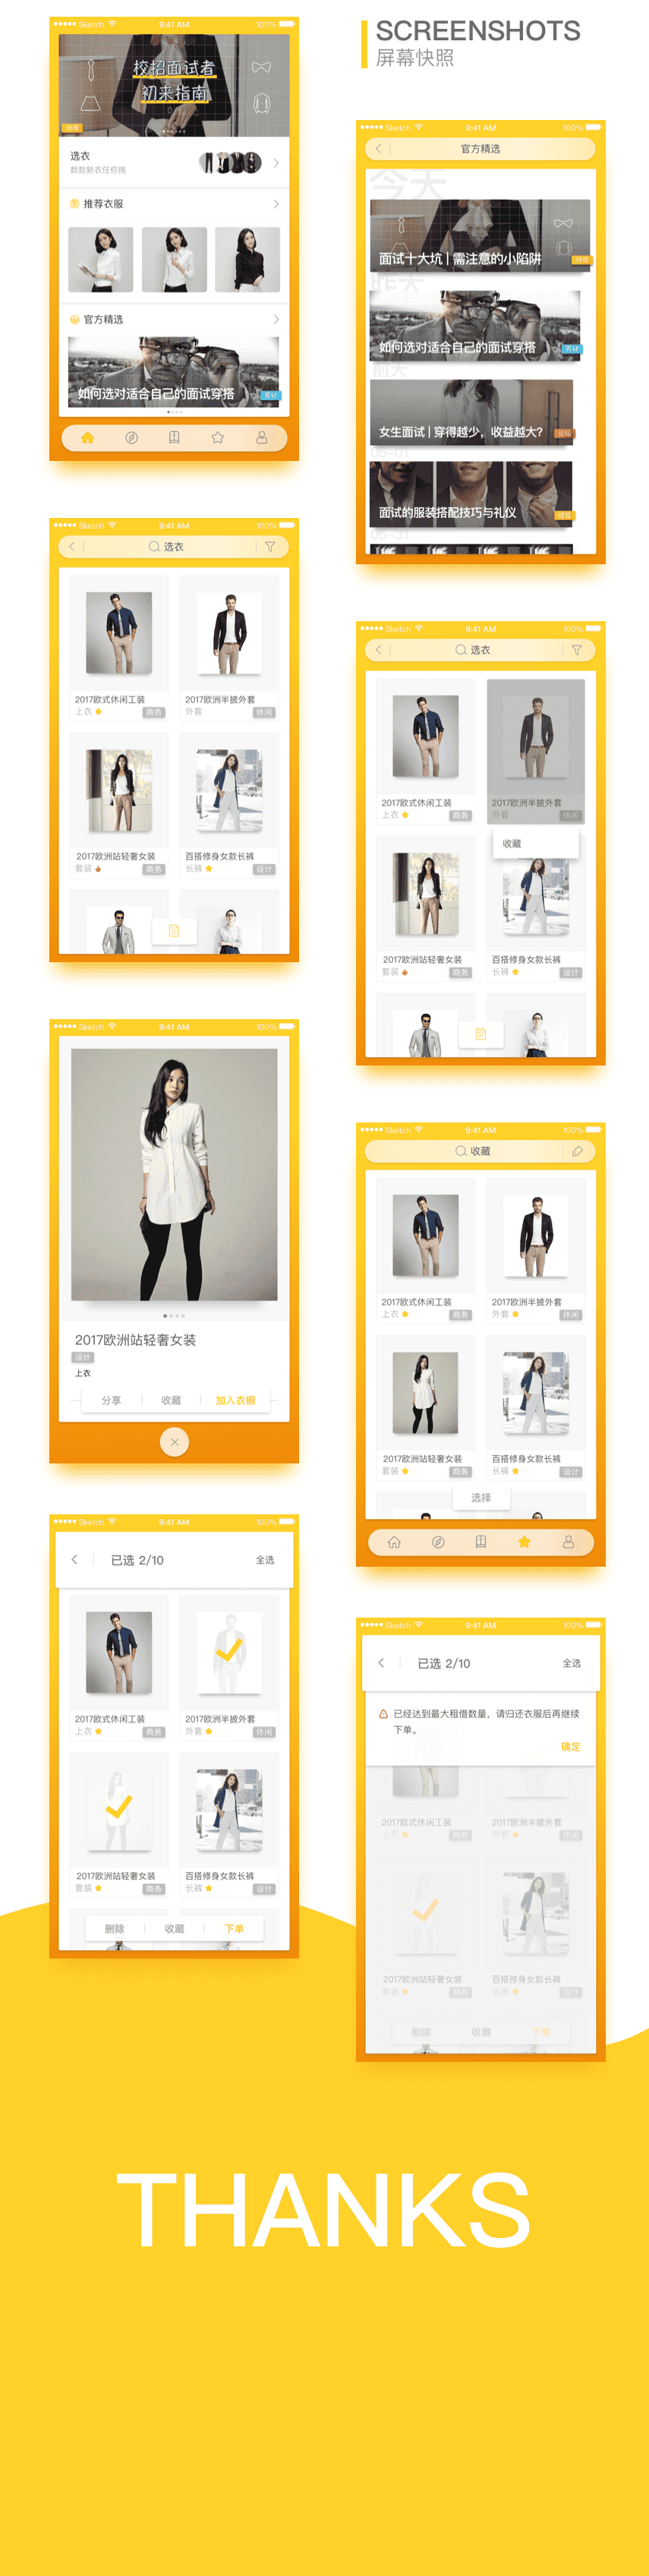 SCREENSHOTS
屏幕快照
Sketch 9:41 AM 100%
校招面试者
初来指南
选衣
数款新衣任你挑
推荐衣服
官方精选
如何选对适合自己的面试穿搭
Sketch 9:41 AM 100%
官方精选
今天
面试十大坑 | 需注意的小陷阱
昨天
如何选对适合自己的面试穿搭
前天
女生面试 | 穿得越少，收益越大?
06-01
面试的服装搭配技巧与礼仪
05-31
Sketch 9:41 AM 100%
选衣
2017欧式休闲工装
上衣 商务
2017欧洲半披外套
外套 休闲
2017欧洲站轻奢女装
套装 商务
百搭修身女款长裤
长裤 设计
Sketch 9:41 AM 100%
选衣
2017欧式休闲工装
上衣 商务
2017欧洲半披外套
外套 休闲
收藏
2017欧洲站轻奢女装
套装 商务
百搭修身女款长裤
长裤 设计
Sketch 9:41 AM 100%
2017欧洲站轻奢女装
设计
上衣
分享 收藏 加入衣橱
Sketch 9:41 AM 100%
收藏
2017欧式休闲工装
上衣 商务
2017欧洲半披外套
外套 休闲
2017欧洲站轻奢女装
套装 商务
百搭修身女款长裤
长裤 设计
选择
Sketch 9:41 AM 100%
已选 2/10 全选
2017欧式休闲工装
上衣 商务
2017欧洲半披外套
外套 休闲
2017欧洲站轻奢女装
套装 商务
百搭修身女款长裤
长裤 设计
删除 收藏 下单
Sketch 9:41 AM 100%
已选 2/10 全选
已经达到最大租借数量，请归还衣服后再继续
下单。
确定
2017欧式休闲工装
上衣 商务
2017欧洲半披外套
外套 休闲
2017欧洲站轻奢女装
套装 商务
百搭修身女款长裤
长裤 设计
删除 收藏 下单
THANKS